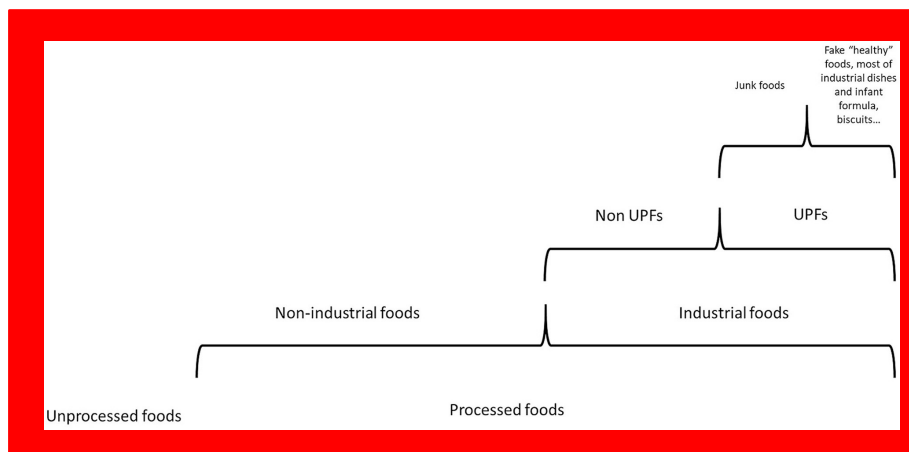 Fake “healthy”
foods, most of
industrial dishes
and infant
formula,
biscuits…
Junk foods
Non UPFs
UPFs
Non-industrial foods
Industrial foods
Unprocessed foods
Processed foods